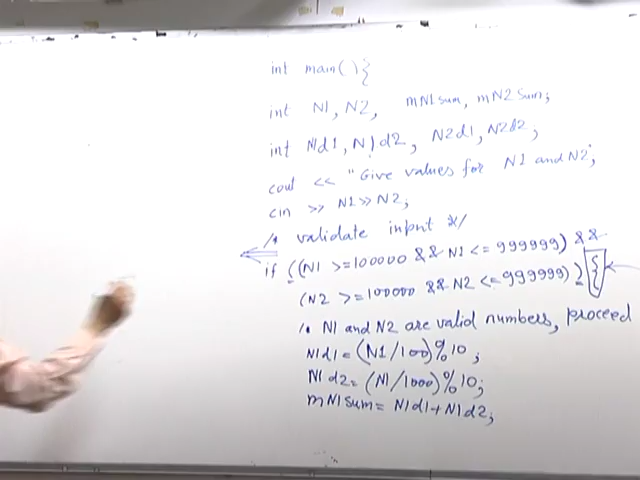 int main(){
int N1, N2, mN1sum, mN2sum;
int N1d1, N1d2, N2d1, N2d2;
cout << "Give values for N1 and N2";
cin >> N1 >> N2;
/* validate input */
if ((N1 >=100000 && N1 <= 999999) &&
(N2 >=100000 && N2 <=999999) ) {
/* N1 and N2 are valid numbers, proceed
N1d1=(N1/100)%10;
N1d2=(N1/1000)%10;
mN1sum= N1d1+N1d2;